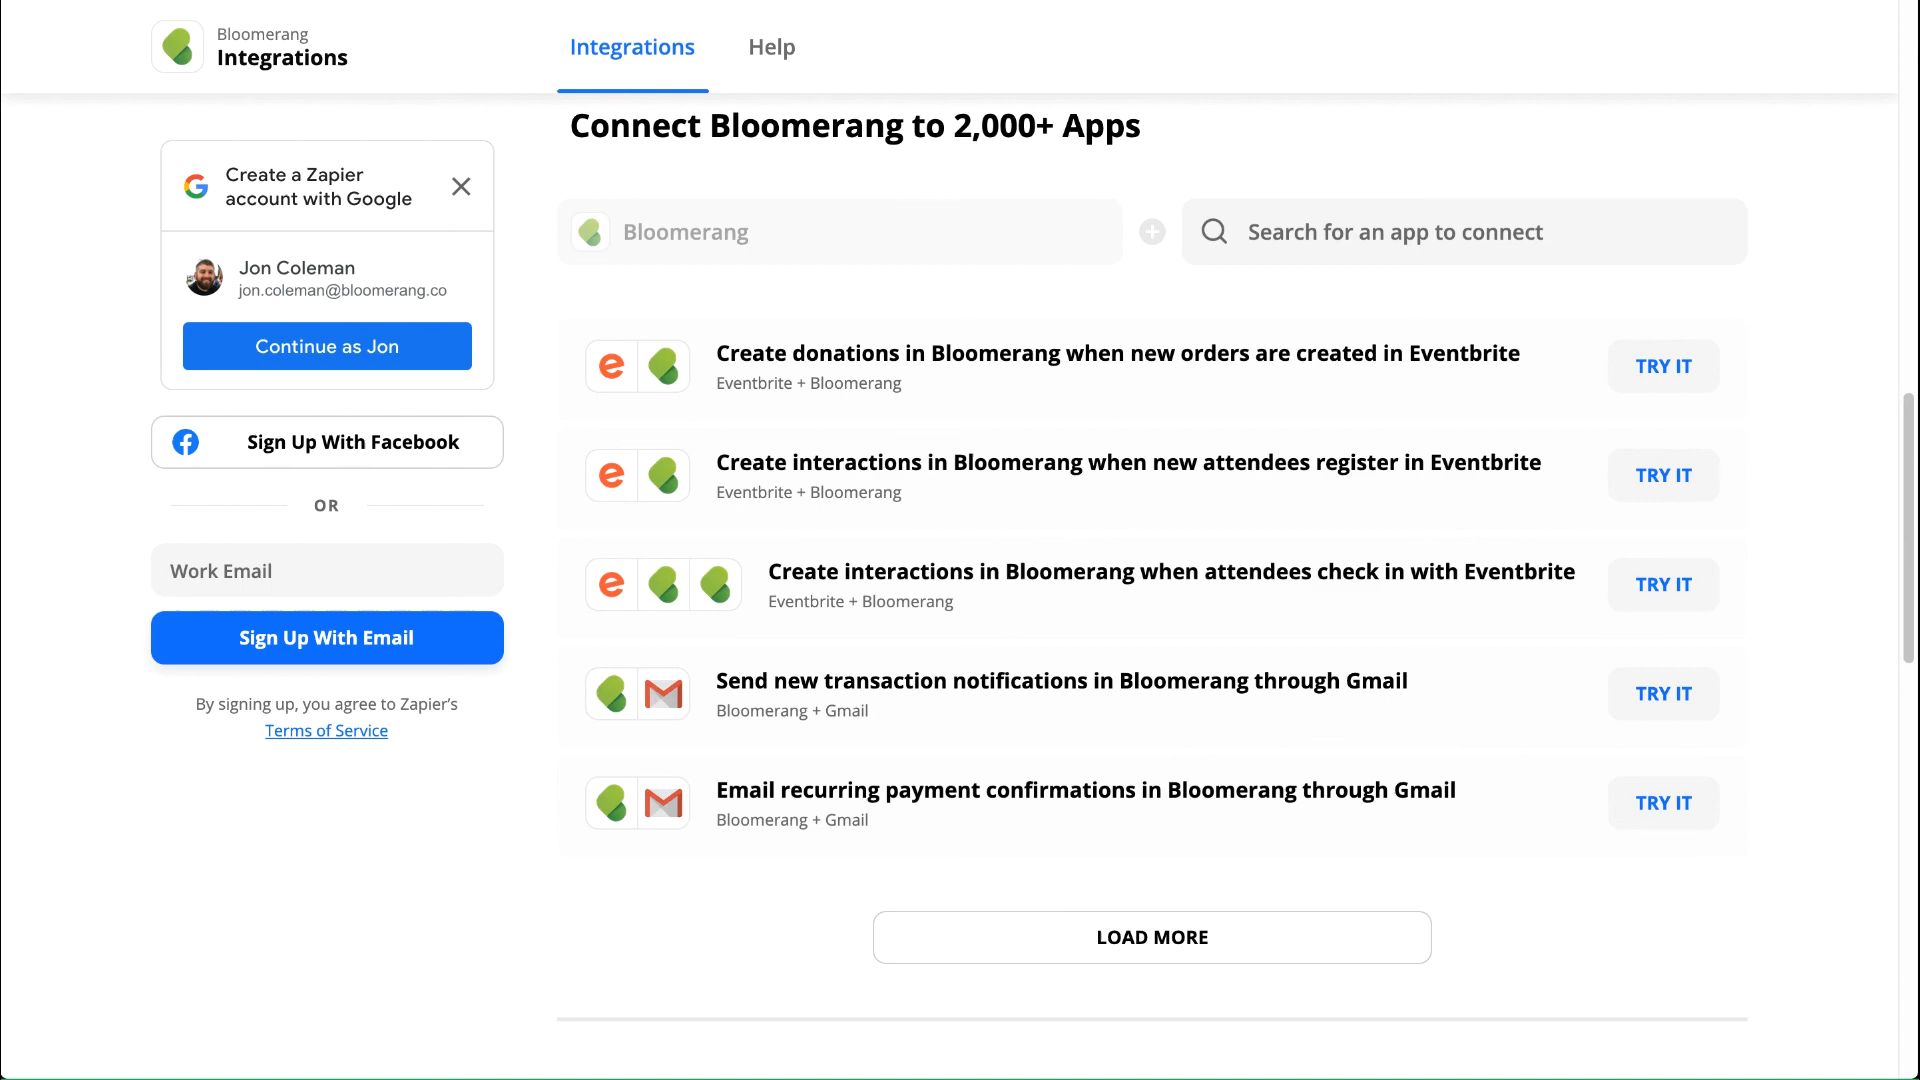 Bloomerang
Integrations
Integrations
Help
Connect Bloomerang to 2,000+ Apps
Create a Zapier
account with Google
Jon Coleman
jon.coleman@bloomerang.co
Continue as Jon
Sign Up With Facebook
OR
Work Email
Sign Up With Email
By signing up, you agree to Zapier's
Terms of Service
Bloomerang
Search for an app to connect
Create donations in Bloomerang when new orders are created in Eventbrite
Eventbrite + Bloomerang
TRY IT
Create interactions in Bloomerang when new attendees register in Eventbrite
Eventbrite + Bloomerang
TRY IT
Create interactions in Bloomerang when attendees check in with Eventbrite
Eventbrite + Bloomerang
TRY IT
Send new transaction notifications in Bloomerang through Gmail
Bloomerang + Gmail
TRY IT
Email recurring payment confirmations in Bloomerang through Gmail
Bloomerang + Gmail
TRY IT
LOAD MORE